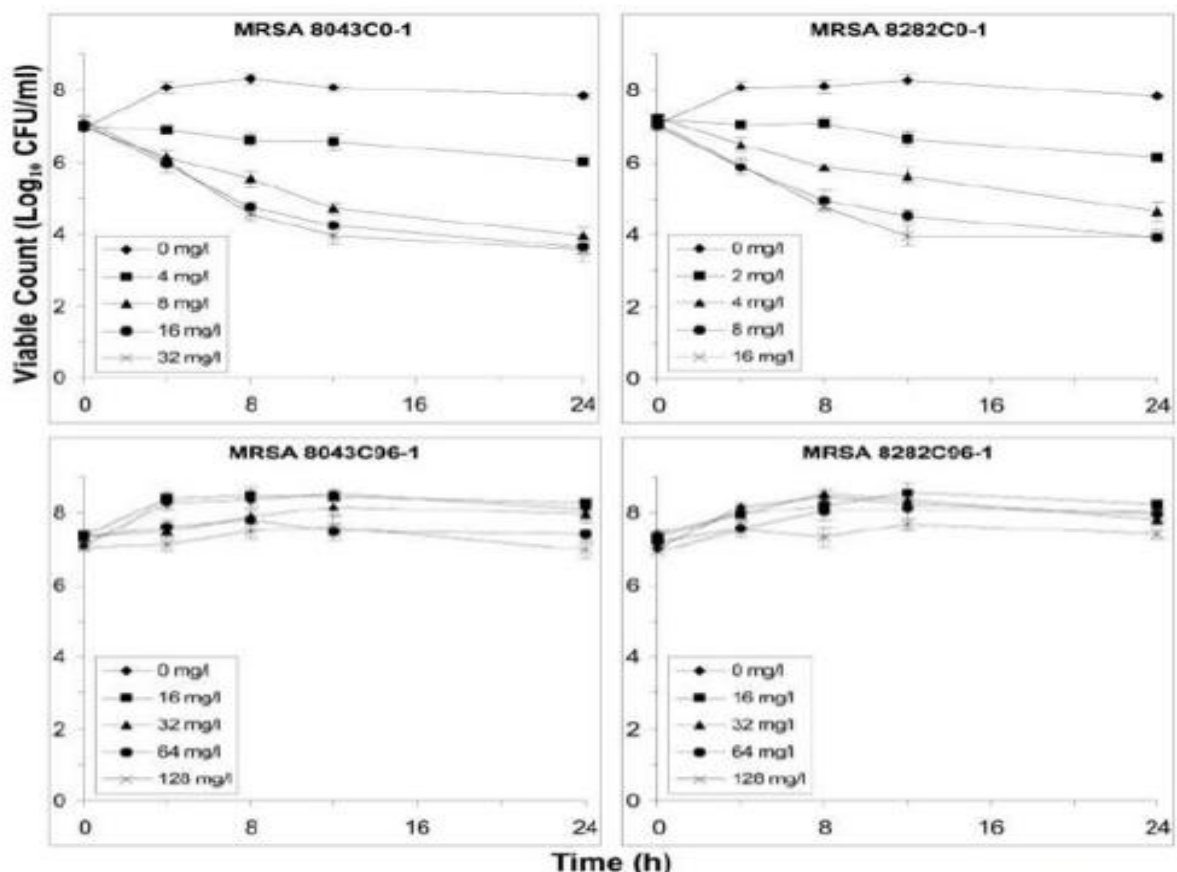 MRSA 8043C0-1
8
6
4
2
0
0 mg/l
4 mg/l
8 mg/l
16 mg/l
32 mg/l
0 8 16 24
MRSA 8282C0-1
8
6
4
2
0
0 mg/l
2 mg/l
4 mg/l
8 mg/l
16 mg/l
0 8 16 24
Viable Count (Log₁₀ CFU/ml)
MRSA 8043C96-1
8
6
4
2
0
0 mg/l
16 mg/l
32 mg/l
64 mg/l
128 mg/l
0 8 16 24
MRSA 8282C96-1
8
6
4
2
0
0 mg/l
16 mg/l
32 mg/l
64 mg/l
128 mg/l
0 8 16 24
Time (h)